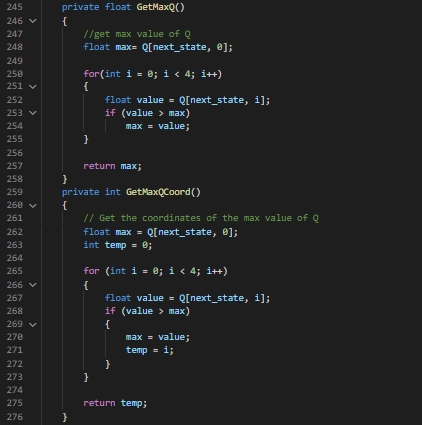 245 private float GetMaxQ()
246 {
247 //get max value of Q
248 float max= Q[next_state, 0];
249
250 for(int i = 0; i < 4; i++)
251 {
252 float value = Q[next_state, i];
253 if (value > max)
254 max = value;
255 }
256
257 return max;
258 }
259 private int GetMaxQCoord()
260 {
261 // Get the coordinates of the max value of Q
262 float max = Q[next_state, 0];
263 int temp = 0;
264
265 for (int i = 0; i < 4; i++)
266 {
267 float value = Q[next_state, i];
268 if (value > max)
269 {
270 max = value;
271 temp = i;
272 }
273 }
274
275 return temp;
276 }